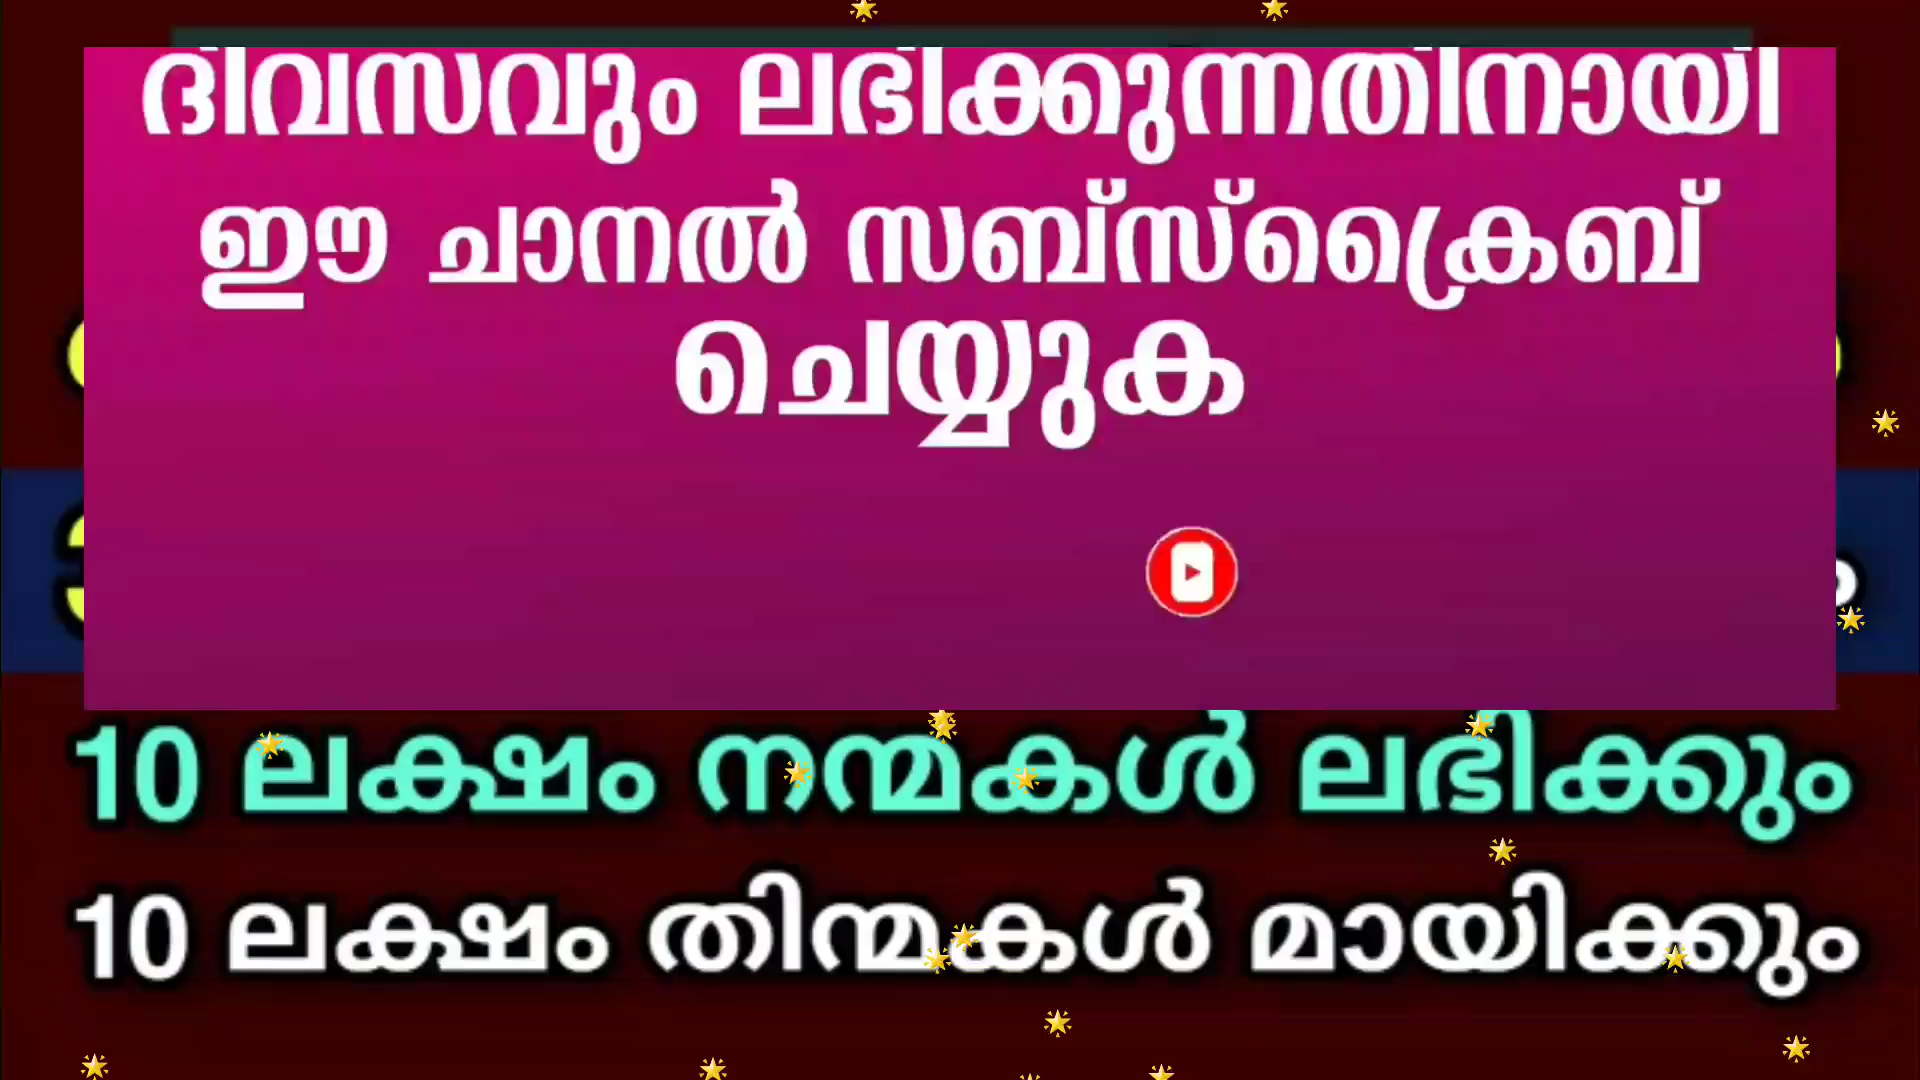 ദിവസവും ലഭിക്കുന്നതിനായി
ഈ ചാനൽ സബ്സ്ക്രൈബ്
ചെയ്യുക
10 ലക്ഷം നന്മകൾ ലഭിക്കും
10 ലക്ഷം തിന്മകൾ മായിക്കും